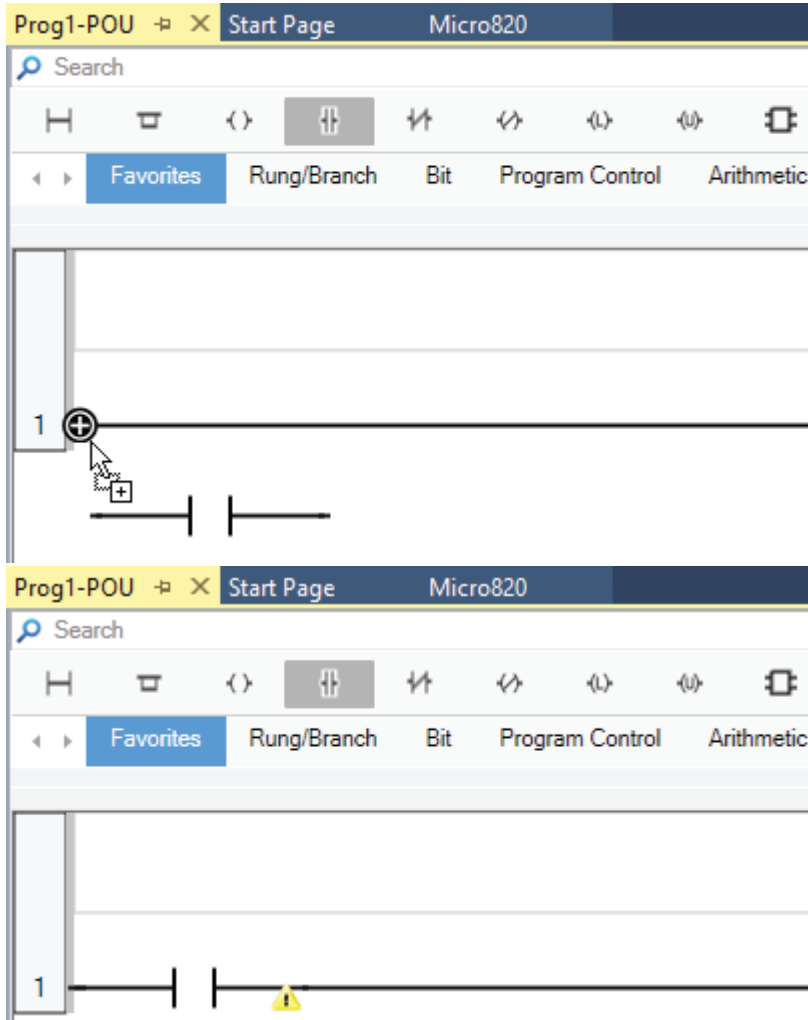 Prog1-POU Start Page Micro820
Search
Favorites Rung/Branch Bit Program Control Arithmetic
1
Prog1-POU Start Page Micro820
Search
Favorites Rung/Branch Bit Program Control Arithmetic
1